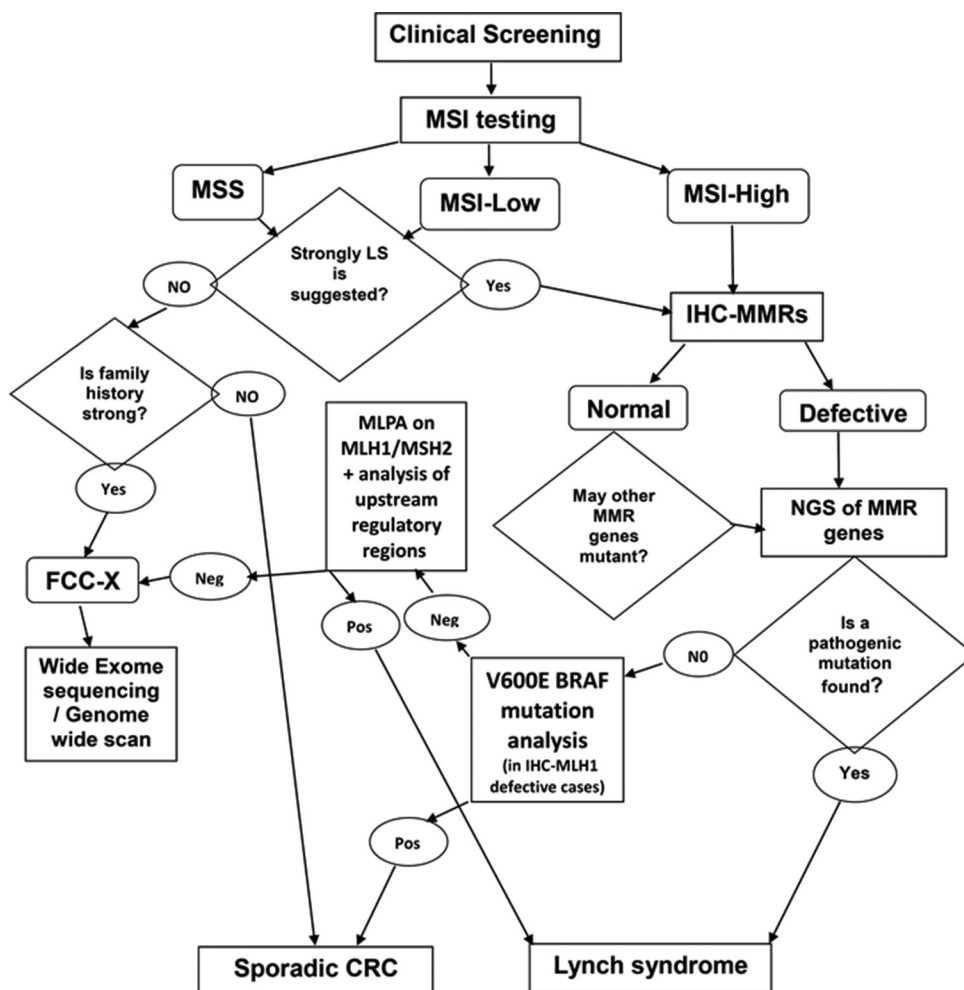 Clinical Screening
MSI testing
MSS
MSI-Low
MSI-High
Strongly LS
is
suggested?
NO
Yes
IHC-MMRs
Is family
history
strong?
NO
Normal
Defective
MLPA on
MLH1/MSH2
+ analysis of
upstream
regulatory
regions
Yes
May other
MMR
genes
mutant?
NGS of MMR
genes
FCC-X
Neg
Pos
Neg
Is a
pathogenic
mutation
found?
N0
Wide Exome
sequencing
/ Genome
wide scan
V600E BRAF
mutation
analysis
(in IHC-MLH1
defective cases)
Yes
Pos
Sporadic CRC
Lynch syndrome